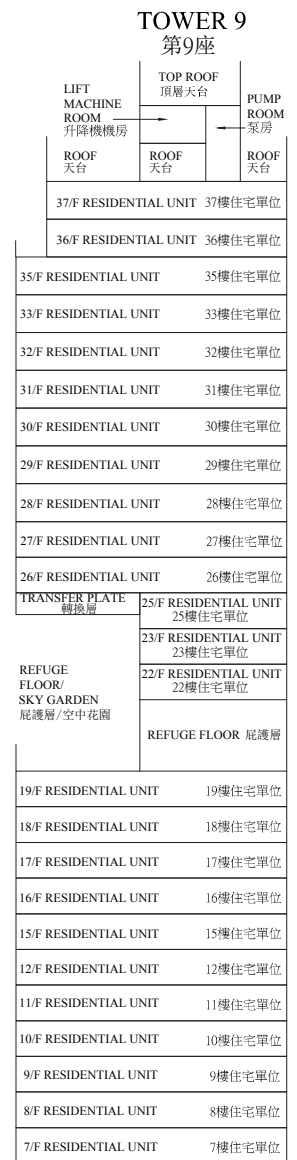 TOWER 9
第9座
TOP ROOF
頂層天台
LIFT
MACHINE
ROOM
升降機機房
PUMP
ROOM
泵房
ROOF
天台
ROOF
天台
ROOF
天台
37/F RESIDENTIAL UNIT 37樓住宅單位
36/F RESIDENTIAL UNIT 36樓住宅單位
35/F RESIDENTIAL UNIT 35樓住宅單位
33/F RESIDENTIAL UNIT 33樓住宅單位
32/F RESIDENTIAL UNIT 32樓住宅單位
31/F RESIDENTIAL UNIT 31樓住宅單位
30/F RESIDENTIAL UNIT 30樓住宅單位
29/F RESIDENTIAL UNIT 29樓住宅單位
28/F RESIDENTIAL UNIT 28樓住宅單位
27/F RESIDENTIAL UNIT 27樓住宅單位
26/F RESIDENTIAL UNIT 26樓住宅單位
TRANSFER PLATE
轉換層
25/F RESIDENTIAL UNIT
25樓住宅單位
23/F RESIDENTIAL UNIT
23樓住宅單位
22/F RESIDENTIAL UNIT
22樓住宅單位
REFUGE
FLOOR/
SKY GARDEN
庇護層/空中花園
REFUGE FLOOR 庇護層
19/F RESIDENTIAL UNIT 19樓住宅單位
18/F RESIDENTIAL UNIT 18樓住宅單位
17/F RESIDENTIAL UNIT 17樓住宅單位
16/F RESIDENTIAL UNIT 16樓住宅單位
15/F RESIDENTIAL UNIT 15樓住宅單位
12/F RESIDENTIAL UNIT 12樓住宅單位
11/F RESIDENTIAL UNIT 11樓住宅單位
10/F RESIDENTIAL UNIT 10樓住宅單位
9/F RESIDENTIAL UNIT 9樓住宅單位
8/F RESIDENTIAL UNIT 8樓住宅單位
7/F RESIDENTIAL UNIT 7樓住宅單位